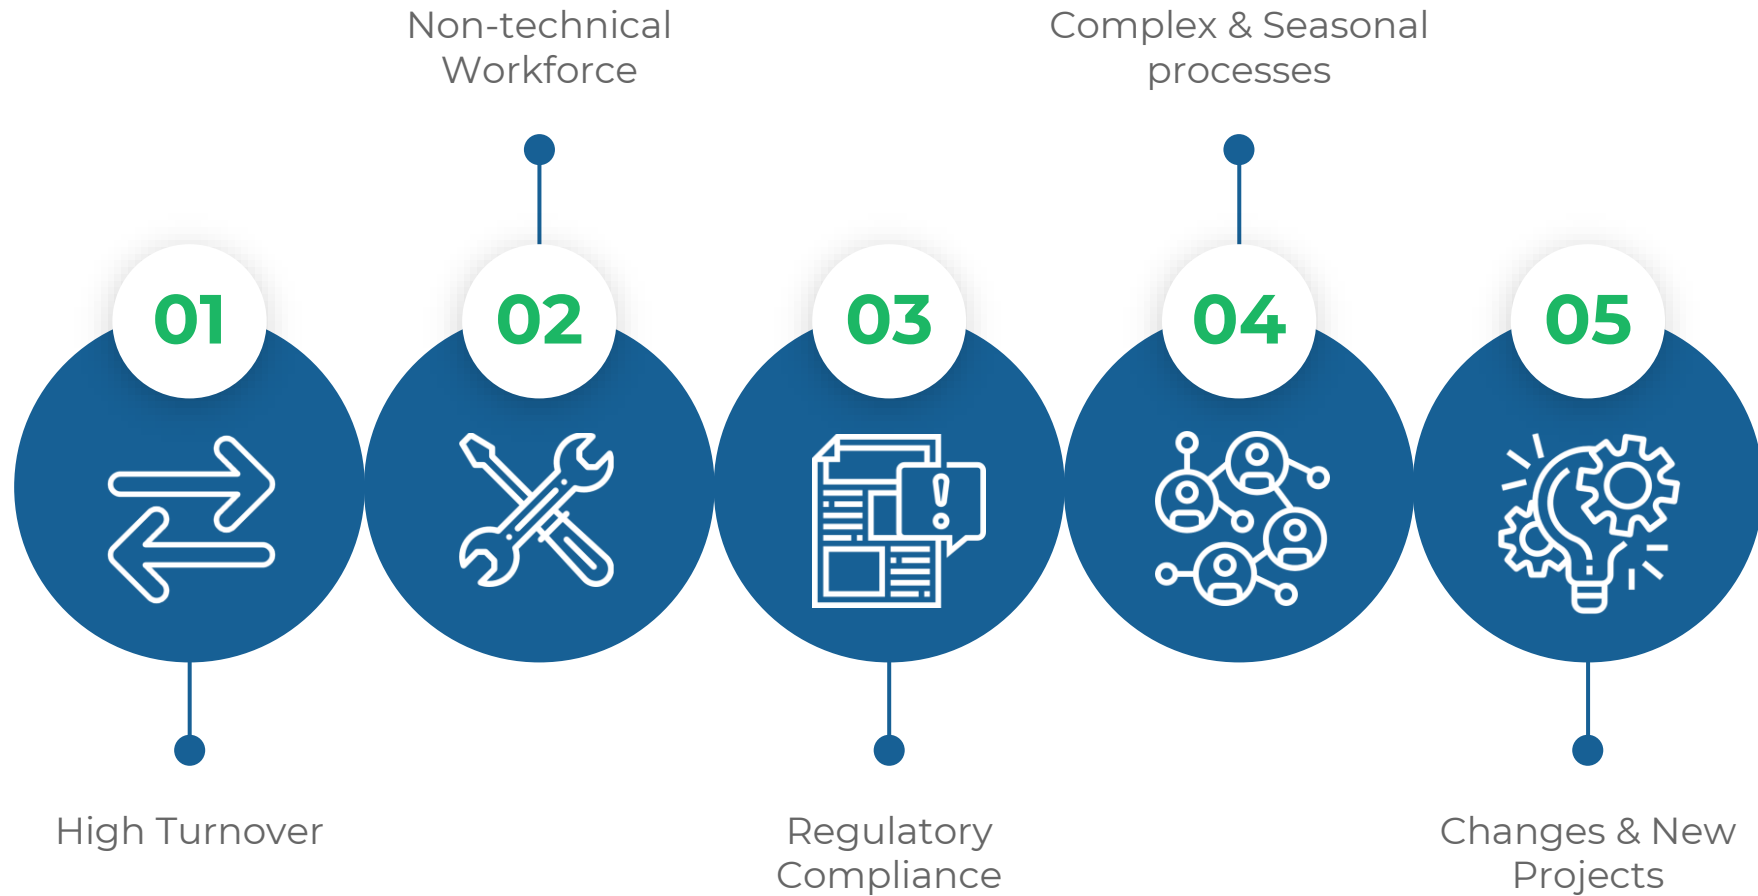 Non-technical
Workforce
Complex & Seasonal
processes
01
02
03
04
05
High Turnover
Regulatory
Compliance
Changes & New
Projects